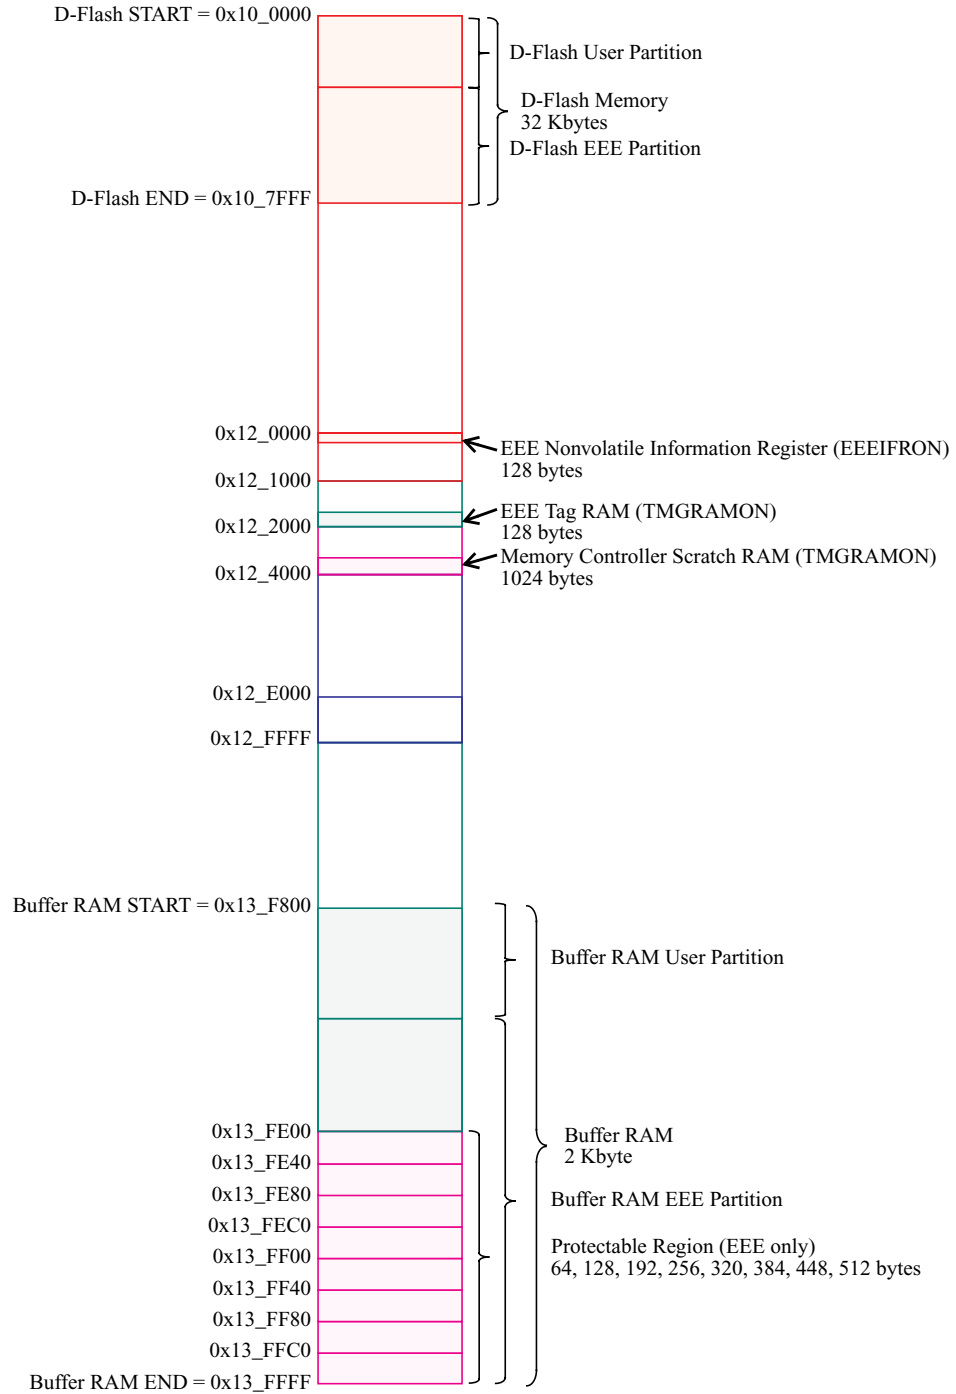 D-Flash START = 0x10_0000
D-Flash User Partition
D-Flash Memory
32 Kbytes
D-Flash EEE Partition
D-Flash END = 0x10_7FFF
0x12_0000
EEE Nonvolatile Information Register (EEEIFRON)
128 bytes
0x12_1000
EEE Tag RAM (TMGRAMON)
128 bytes
0x12_2000
Memory Controller Scratch RAM (TMGRAMON)
1024 bytes
0x12_4000
0x12_E000
0x12_FFFF
Buffer RAM START = 0x13_F800
Buffer RAM User Partition
0x13_FE00
Buffer RAM
2 Kbyte
0x13_FE40
0x13_FE80
Buffer RAM EEE Partition
0x13_FEC0
0x13_FF00
Protectable Region (EEE only)
64, 128, 192, 256, 320, 384, 448, 512 bytes
0x13_FF40
0x13_FF80
0x13_FFC0
Buffer RAM END = 0x13_FFFF